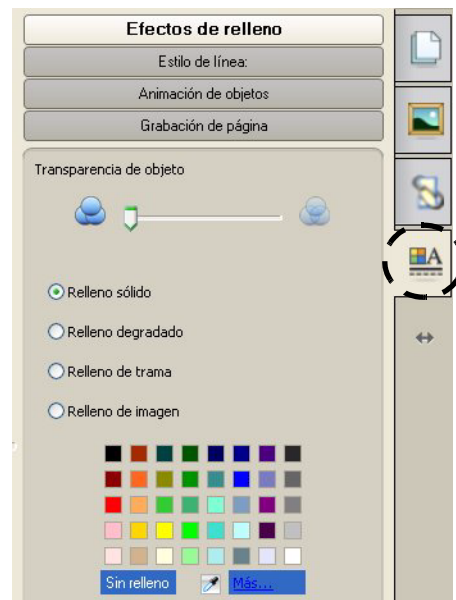 Efectos de relleno
Estilo de línea:
Animación de objetos
Grabación de página
Transparencia de objeto
Relleno sólido
Relleno degradado
Relleno de trama
Relleno de imagen
Sin relleno Más...